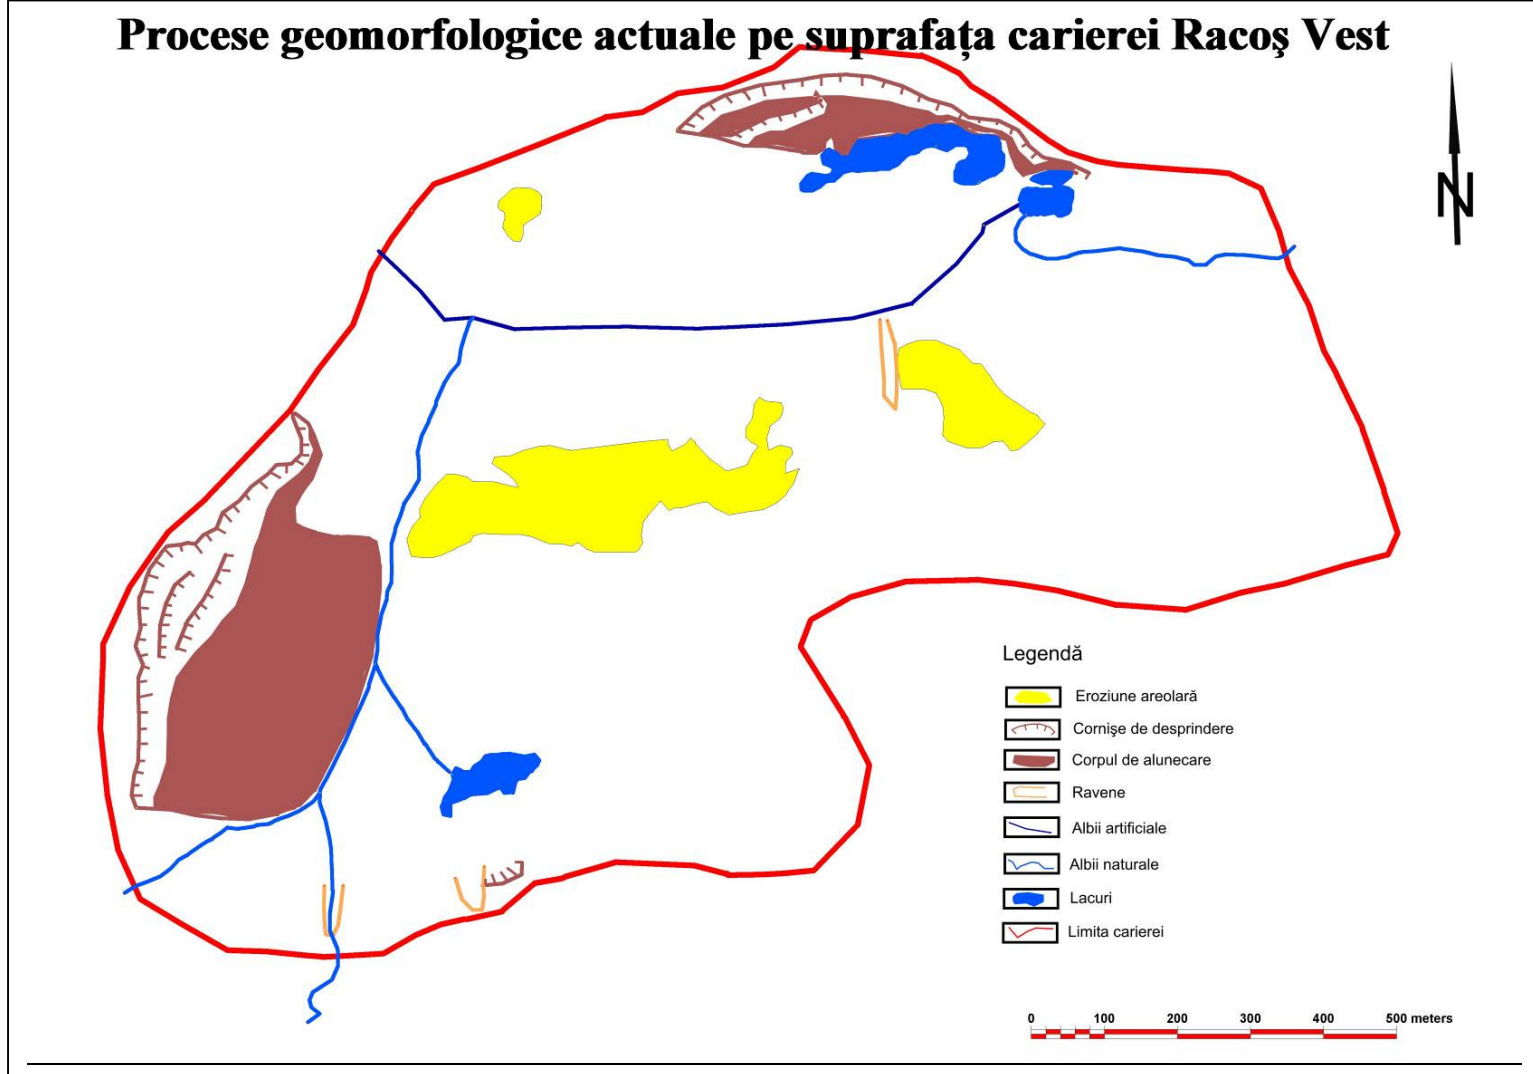 Procese geomorfologice actuale pe suprafața carierei Racoş Vest
N
Legendă
Eroziune areolară
Cornişe de desprindere
Corpul de alunecare
Ravene
Albii artificiale
Albii naturale
Lacuri
Limita carierei
0 100 200 300 400 500 meters